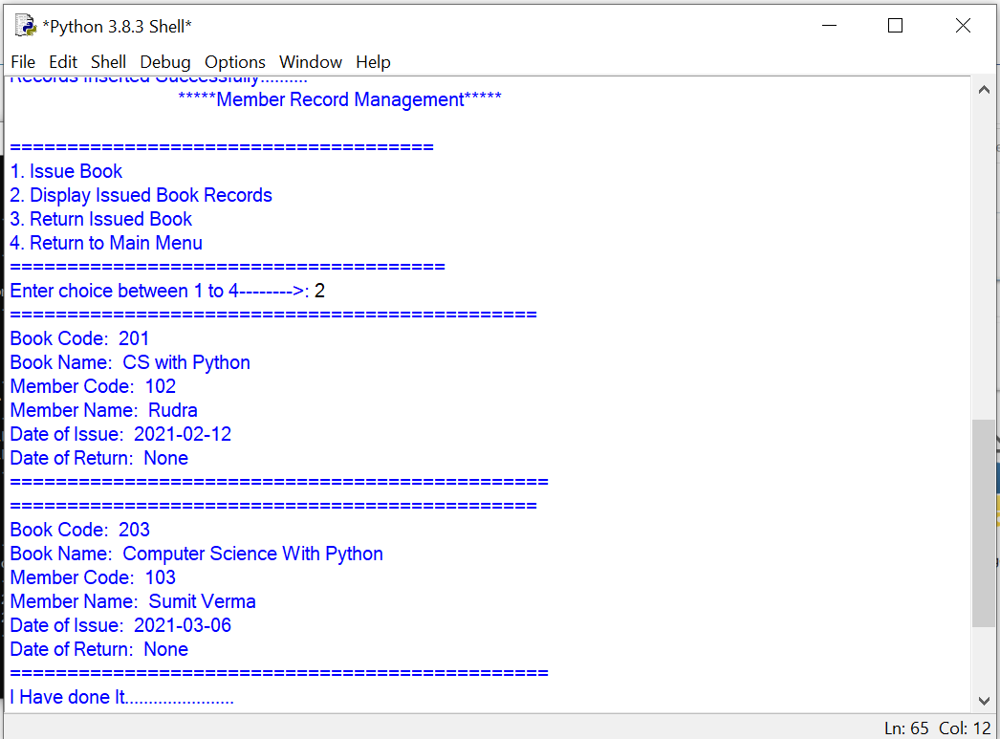 *Python 3.8.3 Shell*
File Edit Shell Debug Options Window Help
Records Inserted Successfully..........
*****Member Record Management*****
=====================================
1. Issue Book
2. Display Issued Book Records
3. Return Issued Book
4. Return to Main Menu
======================================
Enter choice between 1 to 4-------->: 2
==============================================
Book Code:  201
Book Name:  CS with Python
Member Code:  102
Member Name:  Rudra
Date of Issue:  2021-02-12
Date of Return:  None
===============================================
==============================================
Book Code:  203
Book Name:  Computer Science With Python
Member Code:  103
Member Name:  Sumit Verma
Date of Issue:  2021-03-06
Date of Return:  None
===============================================
I Have done It.......................
Ln: 65 Col: 12